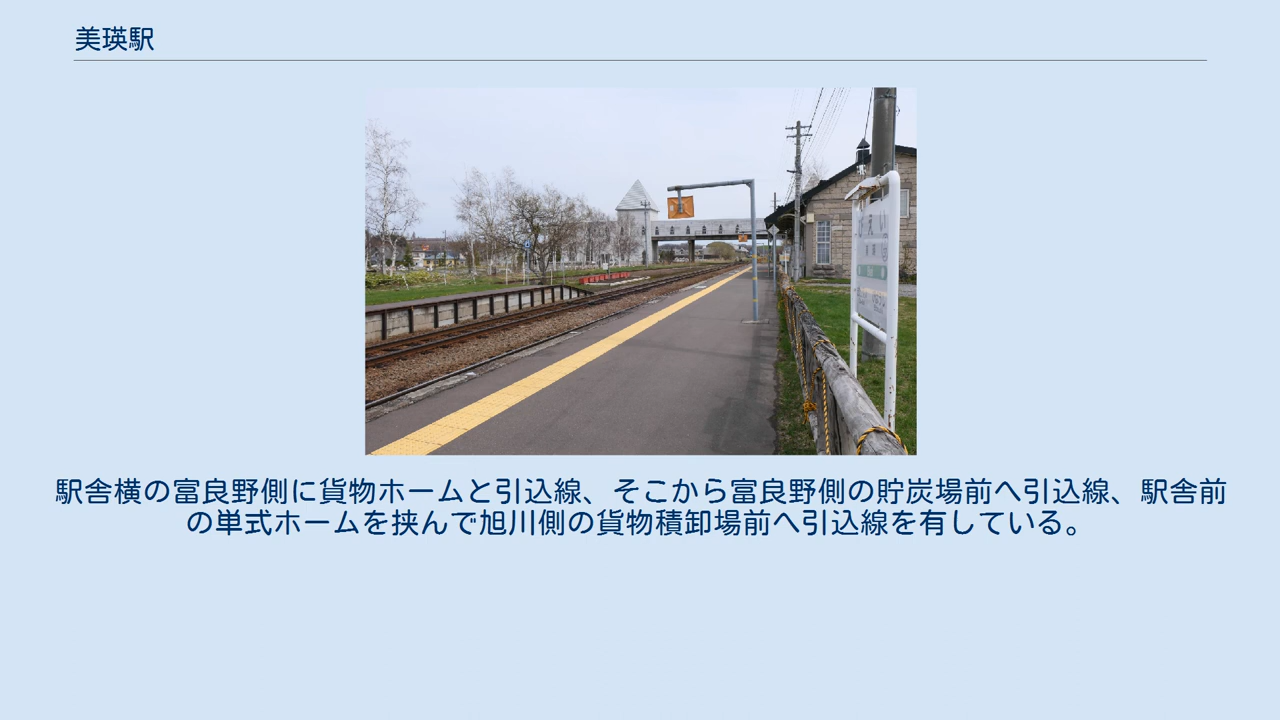 美瑛駅
駅舎横の富良野側に貨物ホームと引込線、そこから富良野側の貯炭場前へ引込線、駅舎前
の単式ホームを挟んで旭川側の貨物積卸場前へ引込線を有している。